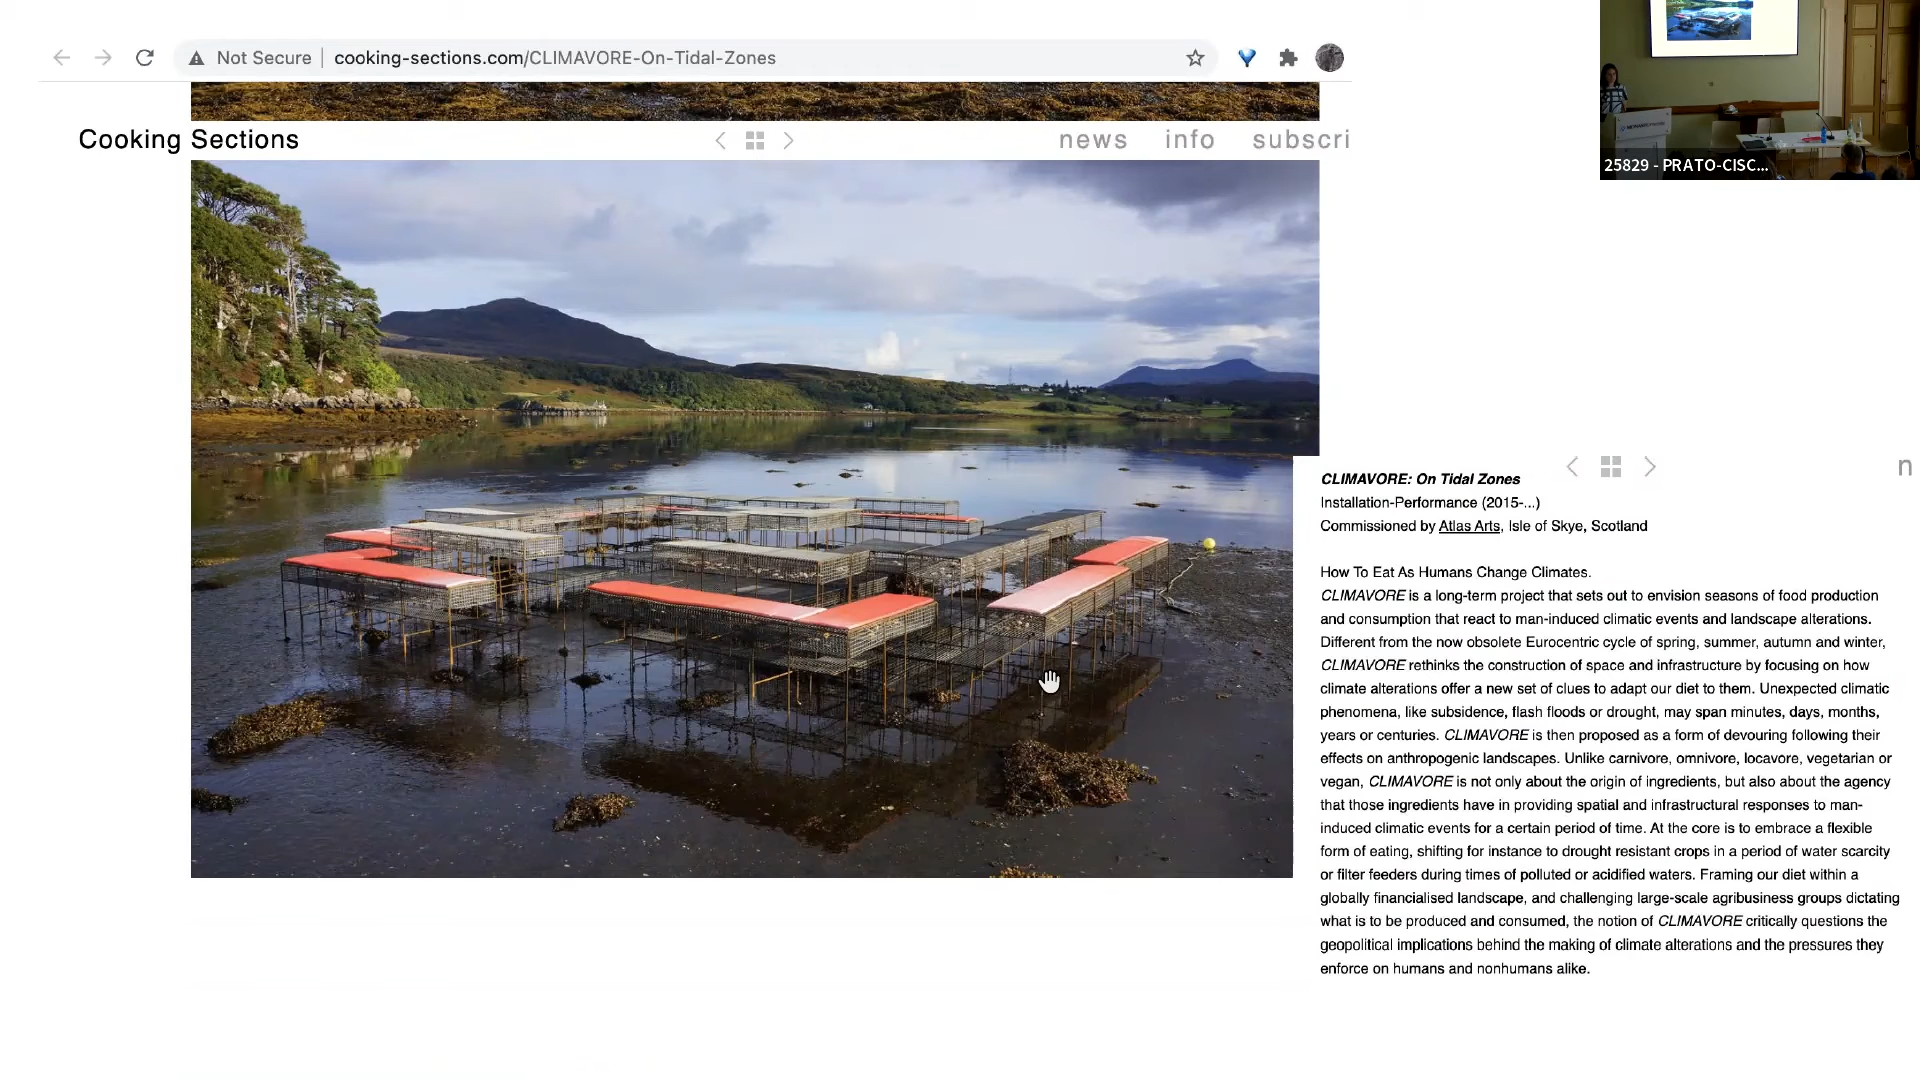 Not Secure
cooking-sections.com/CLIMAVORE-On-Tidal-Zones
Cooking Sections
news info subscri
25829 - PRATO-CISC...
n
CLIMAVORE: On Tidal Zones
Installation-Performance (2015-...)
Commissioned by Atlas Arts, Isle of Skye, Scotland
How To Eat As Humans Change Climates.
CLIMAVORE is a long-term project that sets out to envision seasons of food production
and consumption that react to man-induced climatic events and landscape alterations.
Different from the now obsolete Eurocentric cycle of spring, summer, autumn and winter,
CLIMAVORE rethinks the construction of space and infrastructure by focusing on how
climate alterations offer a new set of clues to adapt our diet to them. Unexpected climatic
phenomena, like subsidence, flash floods or drought, may span minutes, days, months,
years or centuries. CLIMAVORE is then proposed as a form of devouring following their
effects on anthropogenic landscapes. Unlike carnivore, omnivore, locavore, vegetarian or
vegan, CLIMAVORE is not only about the origin of ingredients, but also about the agency
that those ingredients have in providing spatial and infrastructural responses to man-
induced climatic events for a certain period of time. At the core is to embrace a flexible
form of eating, shifting for instance to drought resistant crops in a period of water scarcity
or filter feeders during times of polluted or acidified waters. Framing our diet within a
globally financialised landscape, and challenging large-scale agribusiness groups dictating
what is to be produced and consumed, the notion of CLIMAVORE critically questions the
geopolitical implications behind the making of climate alterations and the pressures they
enforce on humans and nonhumans alike.